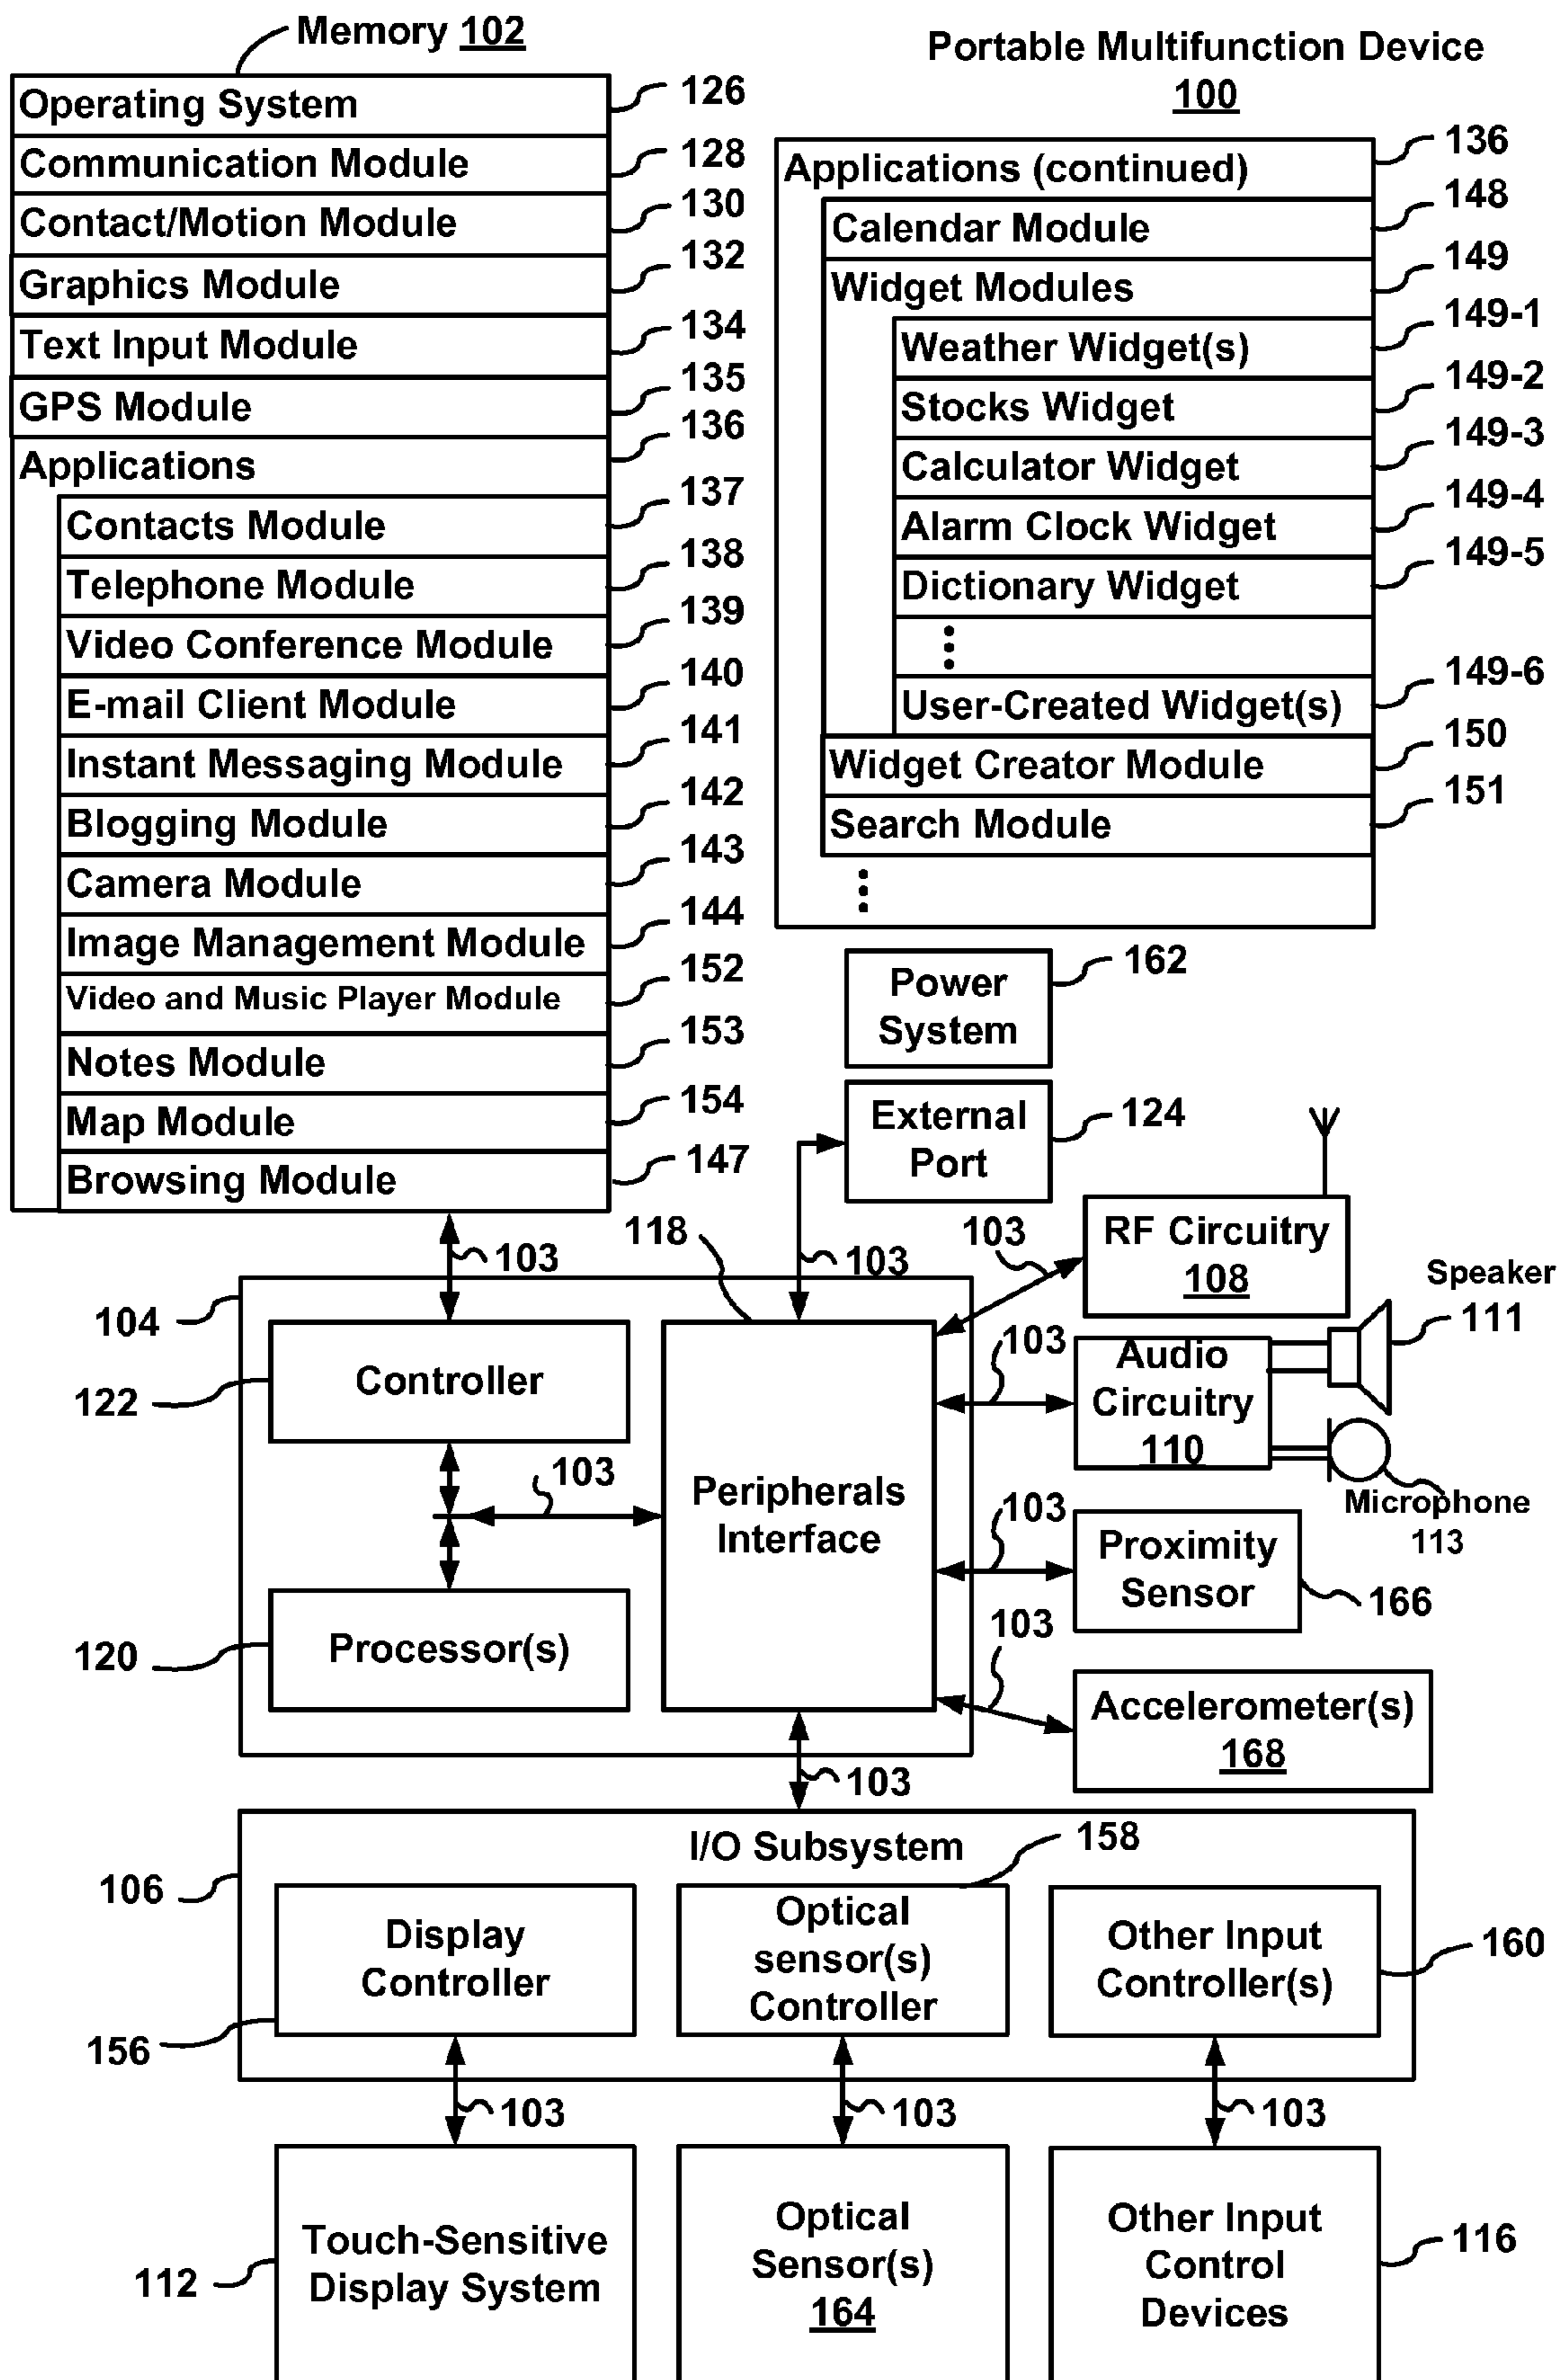 Memory 102
Operating System 126
Communication Module 128
Contact/Motion Module 130
Graphics Module 132
Text Input Module 134
GPS Module 135
Applications 136
Contacts Module 137
Telephone Module 138
Video Conference Module 139
E-mail Client Module 140
Instant Messaging Module 141
Blogging Module 142
Camera Module 143
Image Management Module 144
Video and Music Player Module 152
Notes Module 153
Map Module 154
Browsing Module 147
Portable Multifunction Device
100
Applications (continued) 136
Calendar Module 148
Widget Modules 149
Weather Widget(s) 149-1
Stocks Widget 149-2
Calculator Widget 149-3
Alarm Clock Widget 149-4
Dictionary Widget 149-5
User-Created Widget(s) 149-6
Widget Creator Module 150
Search Module 151
Power
System
162
External
Port
124
103
118
103
103
RF Circuitry
108
Speaker
111
104
Controller
122
103
Audio
Circuitry
110
103
Peripherals
Interface
Microphone
113
103
Proximity
Sensor
166
Processor(s)
120
103
Accelerometer(s)
168
103
I/O Subsystem
158
106
Display
Controller
156
Optical
sensor(s)
Controller
Other Input
Controller(s)
160
103
103
103
Touch-Sensitive
Display System
112
Optical
Sensor(s)
164
Other Input
Control
Devices
116